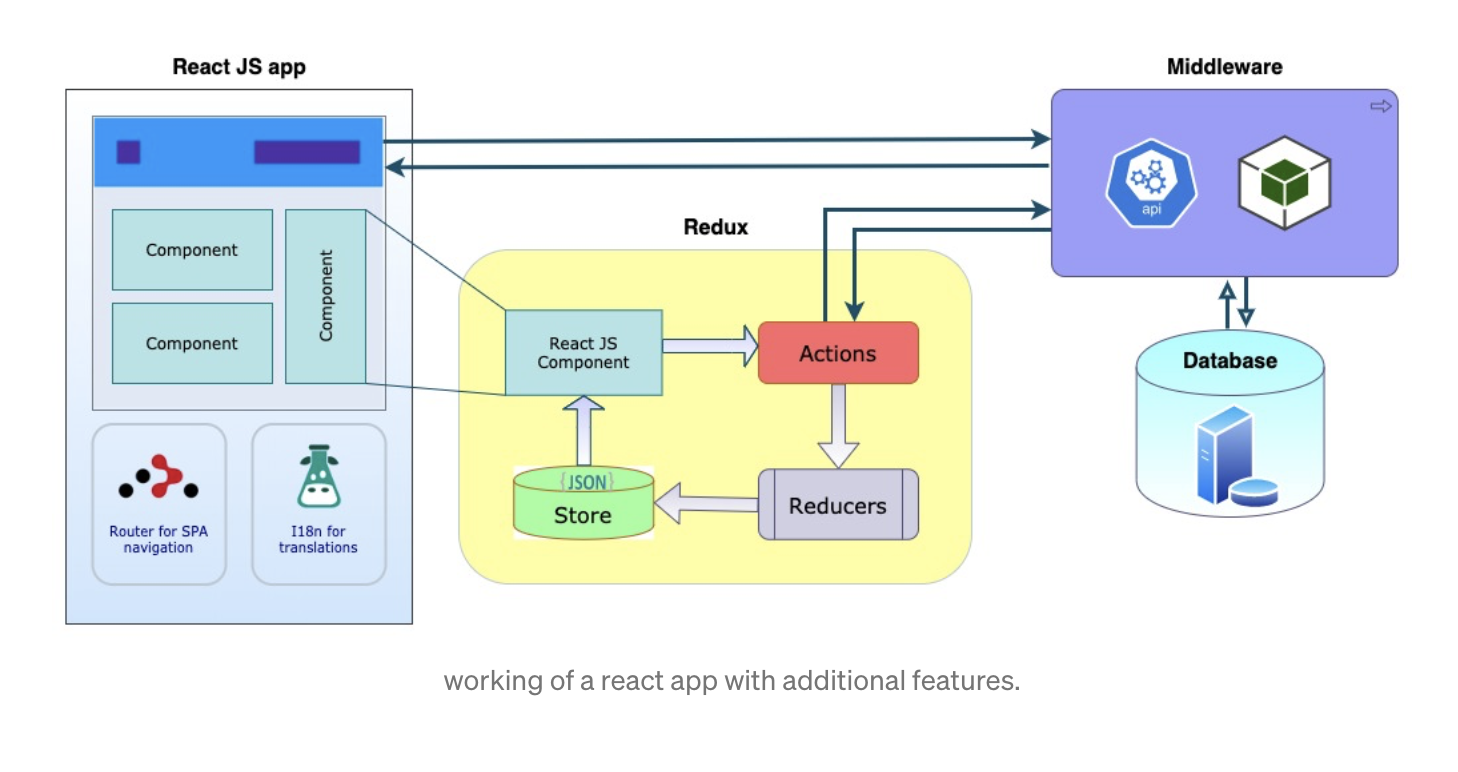 React JS app
Middleware
api
Redux
Component
Component
Component
React JS
Component
Actions
Database
{JSON}
Store
Reducers
Router for SPA
navigation
I18n for
translations
working of a react app with additional features.